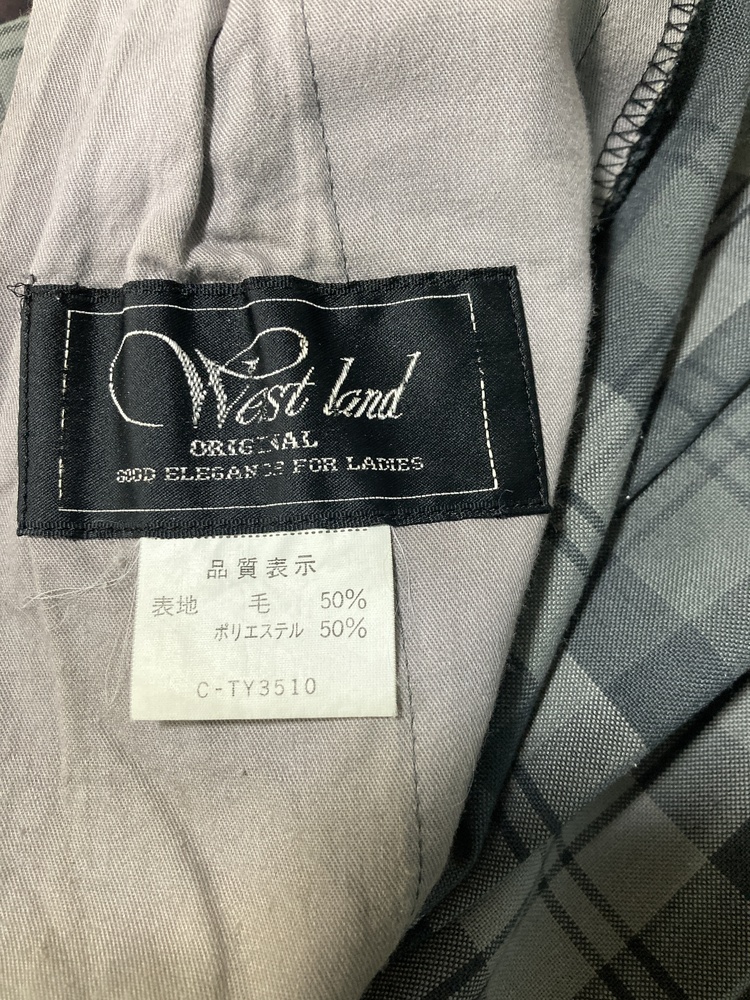 West land
ORIGINAL
GOOD ELEGANCE FOR LADIES
品質表示
表地 毛 50%
ポリエステル 50%
C-TY3510